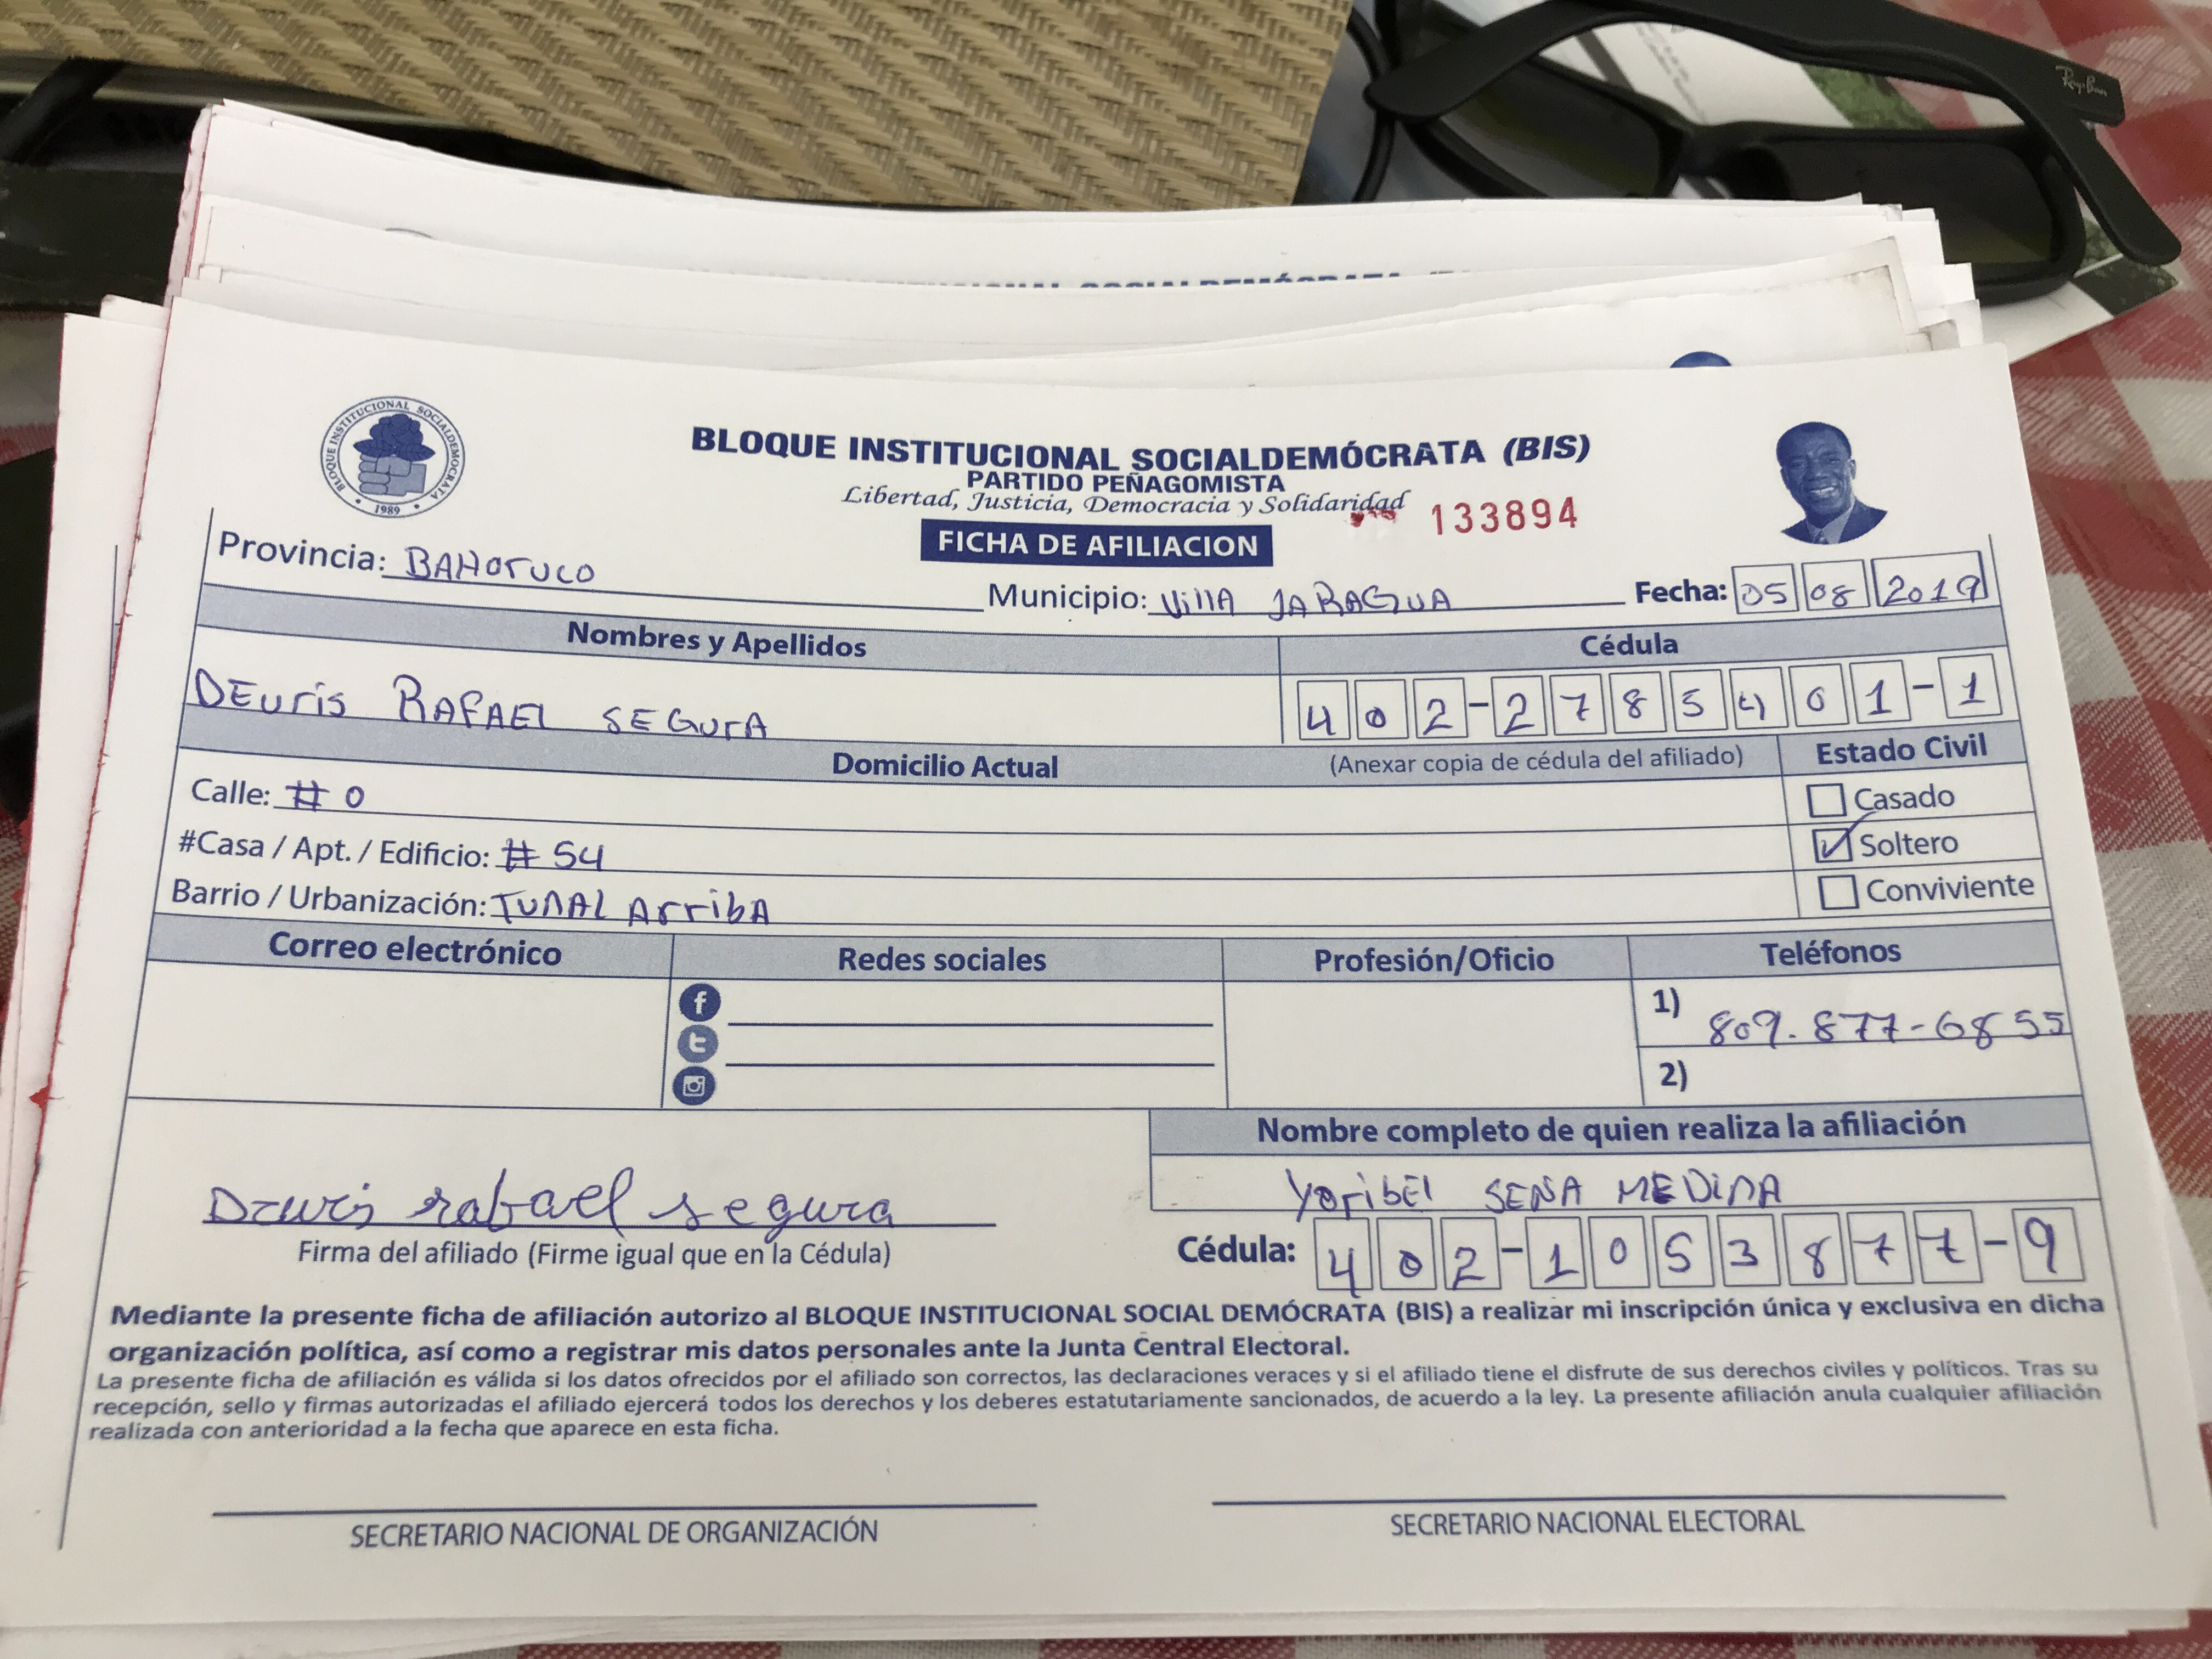 Ray-Ban
BLOQUE INSTITUCIONAL SOCIALDEMOCRATA
1989
BLOQUE INSTITUCIONAL SOCIALDEMÓCRATA (BIS)
PARTIDO PEÑAGOMISTA
Libertad, Justicia, Democracia y Solidaridad
133894
FICHA DE AFILIACION
Provincia: BAHOruco
Municipio: VillA JARAGUA
Fecha: 05 08 2019
Nombres y Apellidos
Cédula
DEuris RAFAEL SEGurA
402-2785401-1
Domicilio Actual
(Anexar copia de cédula del afiliado)
Estado Civil
Calle: #0
Casado
#Casa / Apt. / Edificio: #54
Soltero
Barrio / Urbanización: TUNAL ArribA
Conviviente
Correo electrónico
Redes sociales
Profesión/Oficio
Teléfonos
1) 809.877-6855
2)
Nombre completo de quien realiza la afiliación
YoribEl SEÑA MEDINA
Deuris rabael segura
Firma del afiliado (Firme igual que en la Cédula)
Cédula: 402-1053877-9
Mediante la presente ficha de afiliación autorizo al BLOQUE INSTITUCIONAL SOCIAL DEMÓCRATA (BIS) a realizar mi inscripción única y exclusiva en dicha
organización política, así como a registrar mis datos personales ante la Junta Central Electoral.
La presente ficha de afiliación es válida si los datos ofrecidos por el afiliado son correctos, las declaraciones veraces y si el afiliado tiene el disfrute de sus derechos civiles y políticos. Tras su
recepción, sello y firmas autorizadas el afiliado ejercerá todos los derechos y los deberes estatutariamente sancionados, de acuerdo a la ley. La presente afiliación anula cualquier afiliación
realizada con anterioridad a la fecha que aparece en esta ficha.
SECRETARIO NACIONAL DE ORGANIZACIÓN
SECRETARIO NACIONAL ELECTORAL